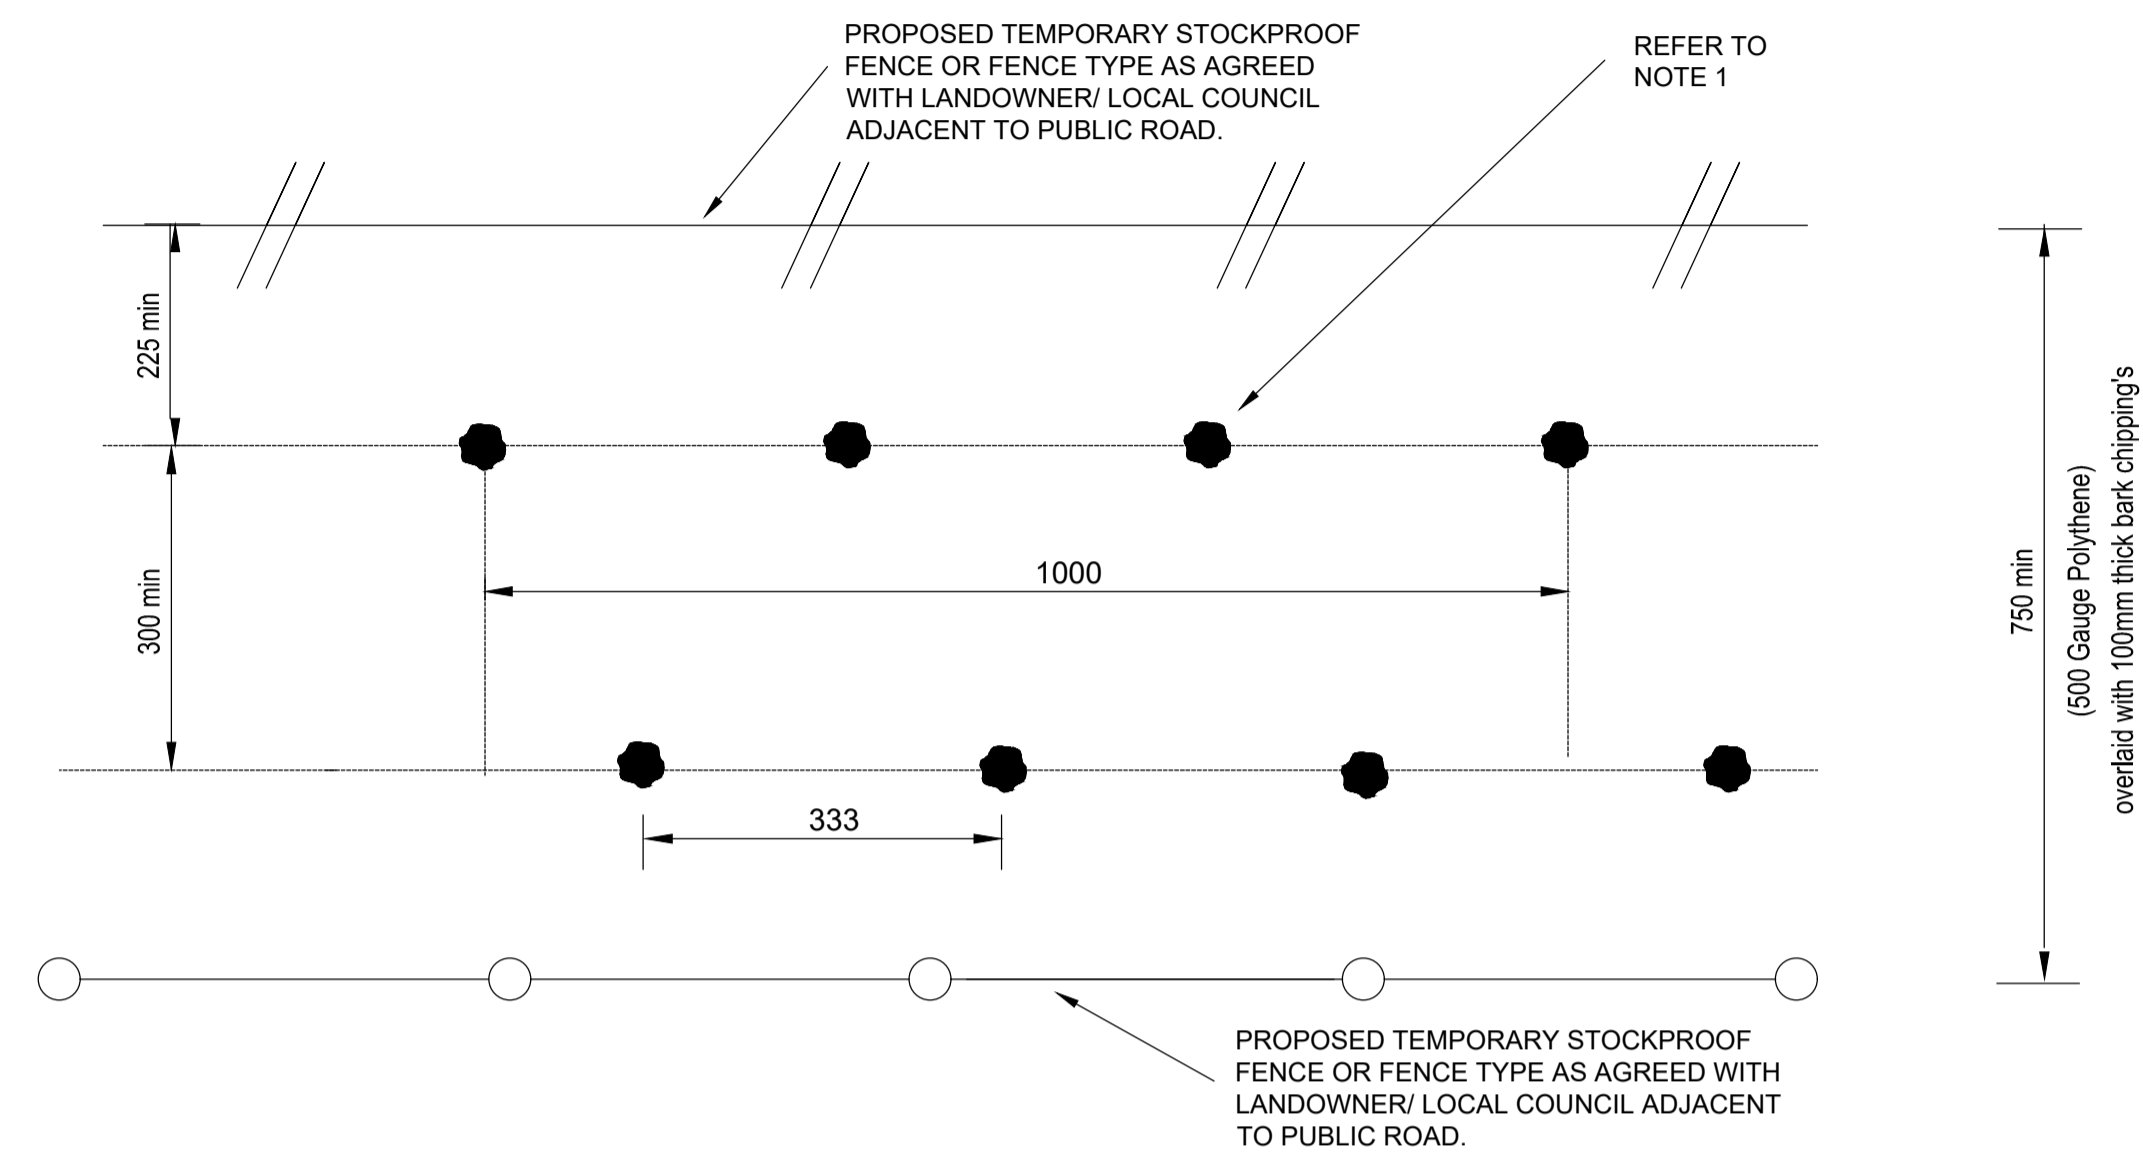 PROPOSED TEMPORARY STOCKPROOF
FENCE OR FENCE TYPE AS AGREED
WITH LANDOWNER/ LOCAL COUNCIL
ADJACENT TO PUBLIC ROAD.
REFER TO
NOTE 1
225 min
300 min
1000
333
750 min
(500 Gauge Polythene)
overlaid with 100mm thick bark chipping's
PROPOSED TEMPORARY STOCKPROOF
FENCE OR FENCE TYPE AS AGREED WITH
LANDOWNER/ LOCAL COUNCIL ADJACENT
TO PUBLIC ROAD.